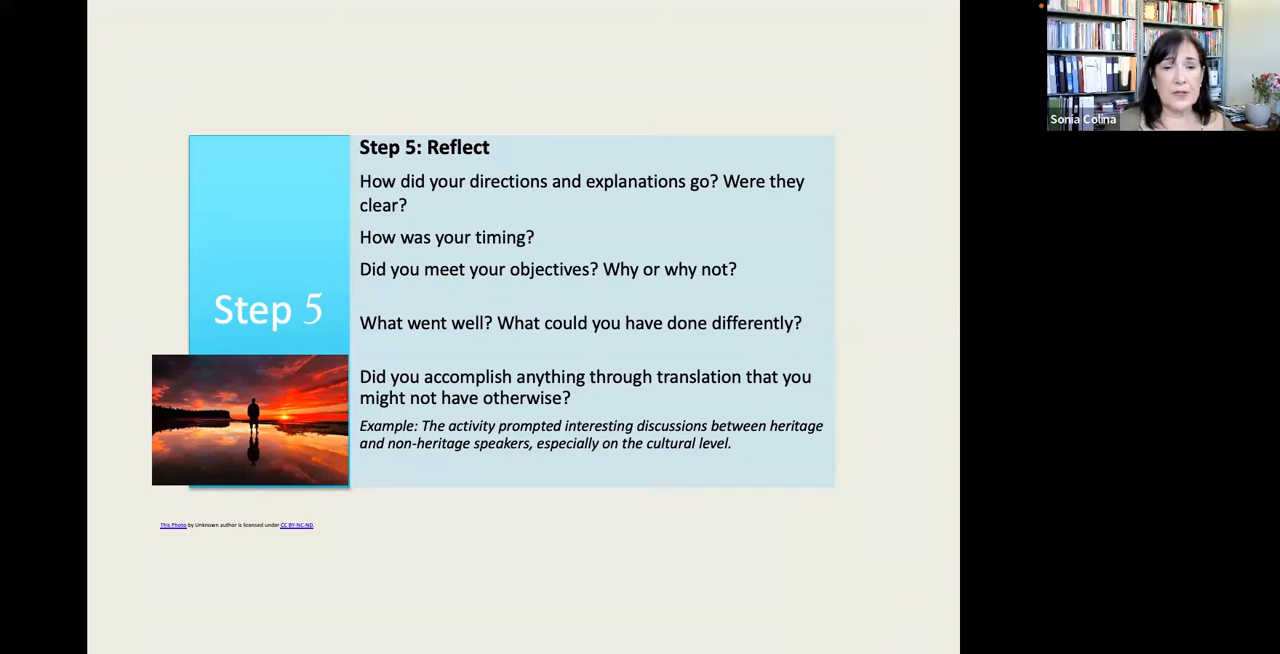 Step 5
Step 5: Reflect
How did your directions and explanations go? Were they
clear?
How was your timing?
Did you meet your objectives? Why or why not?
What went well? What could you have done differently?
Did you accomplish anything through translation that you
might not have otherwise?
Example: The activity prompted interesting discussions between heritage
and non-heritage speakers, especially on the cultural level.
This Photo by Unknown author is licensed under CC BY-NC-ND.
Sonia Colina